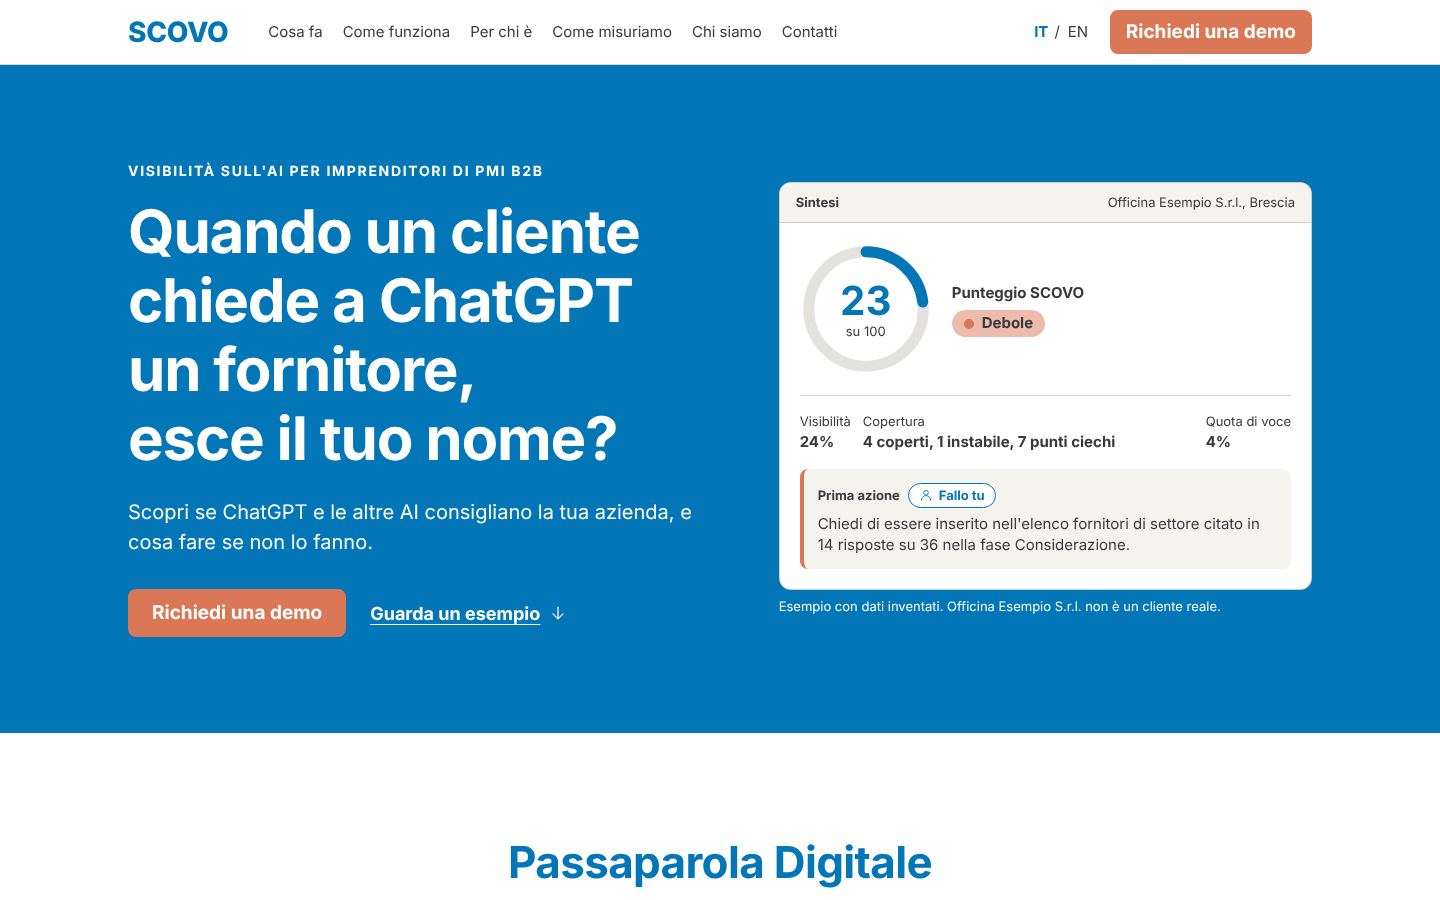 SCOVO
Cosa fa
Come funziona
Per chi è
Come misuriamo
Chi siamo
Contatti
IT / EN
Richiedi una demo
VISIBILITÀ SULL'AI PER IMPRENDITORI DI PMI B2B
Quando un cliente
chiede a ChatGPT
un fornitore,
esce il tuo nome?
Scopri se ChatGPT e le altre AI consigliano la tua azienda, e
cosa fare se non lo fanno.
Richiedi una demo
Guarda un esempio ↓
Sintesi
Officina Esempio S.r.l., Brescia
23
su 100
Punteggio SCOVO
Debole
Visibilità
24%
Copertura
4 coperti, 1 instabile, 7 punti ciechi
Quota di voce
4%
Prima azione
Fallo tu
Chiedi di essere inserito nell'elenco fornitori di settore citato in
14 risposte su 36 nella fase Considerazione.
Esempio con dati inventati. Officina Esempio S.r.l. non è un cliente reale.
Passaparola Digitale